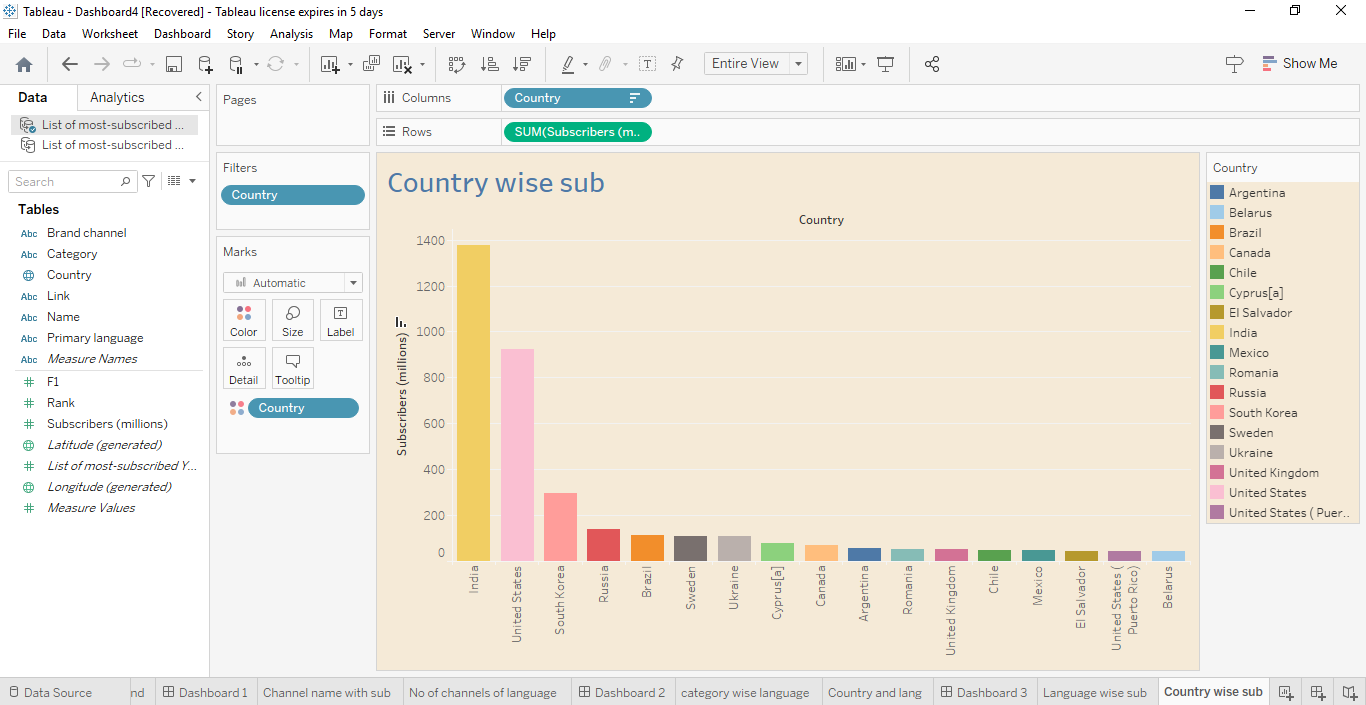 Tableau - Dashboard4 [Recovered] - Tableau license expires in 5 days
File Data Worksheet Dashboard Story Analysis Map Format Server Window Help
T Entire View Show Me
Data Analytics
List of most-subscribed ...
List of most-subscribed ...
Search
Tables
Abc Brand channel
Abc Category
Country
Abc Link
Abc Name
Abc Primary language
Abc Measure Names
# F1
# Rank
# Subscribers (millions)
Latitude (generated)
# List of most-subscribed Y...
Longitude (generated)
# Measure Values
Pages
Filters
Country
Marks
Automatic
Color Size T Label
Detail Tooltip
Country
Columns Country
Rows SUM(Subscribers (m..
Country wise sub
Country
Subscribers (millions)
1400
1200
1000
800
600
400
200
0
India
United States
South Korea
Russia
Brazil
Sweden
Ukraine
Cyprus[a]
Canada
Argentina
Romania
United Kingdom
Chile
Mexico
El Salvador
United States (
Puerto Rico)
Belarus
Country
Argentina
Belarus
Brazil
Canada
Chile
Cyprus[a]
El Salvador
India
Mexico
Romania
Russia
South Korea
Sweden
Ukraine
United Kingdom
United States
United States ( Puer..
Data Source nd Dashboard 1 Channel name with sub No of channels of language Dashboard 2 category wise language Country and lang Dashboard 3 Language wise sub Country wise sub